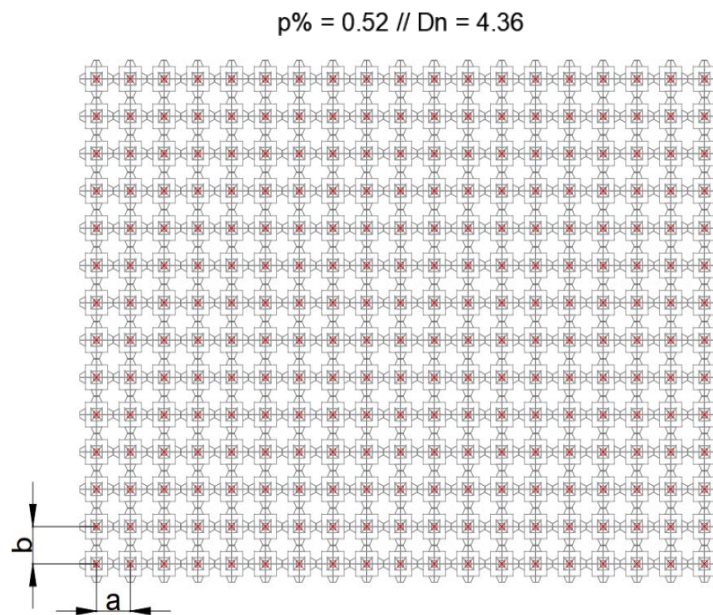 p% = 0.52 // Dn = 4.36
b
a